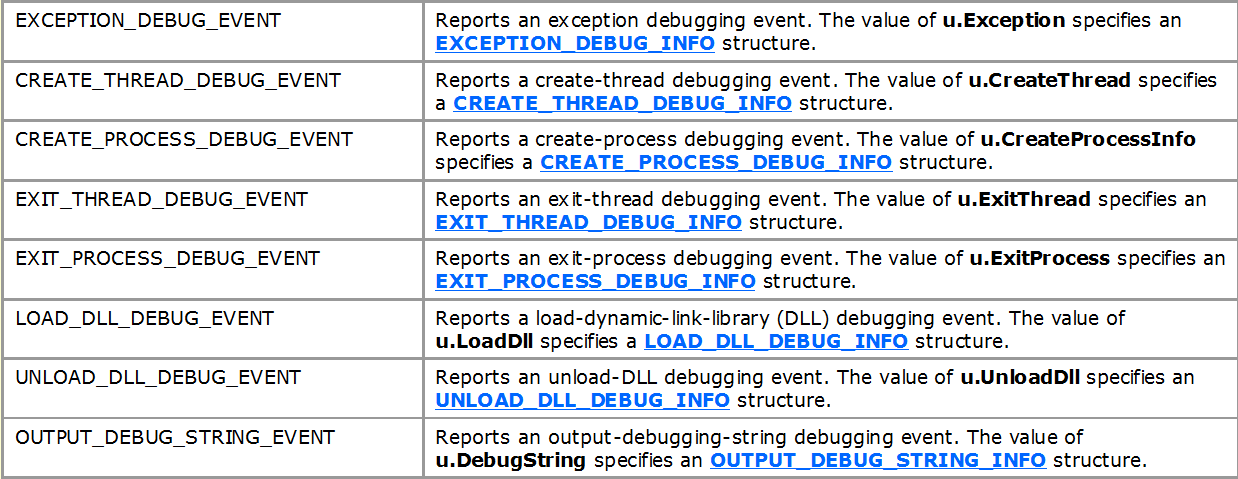 EXCEPTION_DEBUG_EVENT
Reports an exception debugging event. The value of u.Exception specifies an
EXCEPTION_DEBUG_INFO structure.
CREATE_THREAD_DEBUG_EVENT
Reports a create-thread debugging event. The value of u.CreateThread specifies
a CREATE_THREAD_DEBUG_INFO structure.
CREATE_PROCESS_DEBUG_EVENT
Reports a create-process debugging event. The value of u.CreateProcessInfo
specifies a CREATE_PROCESS_DEBUG_INFO structure.
EXIT_THREAD_DEBUG_EVENT
Reports an exit-thread debugging event. The value of u.ExitThread specifies an
EXIT_THREAD_DEBUG_INFO structure.
EXIT_PROCESS_DEBUG_EVENT
Reports an exit-process debugging event. The value of u.ExitProcess specifies an
EXIT_PROCESS_DEBUG_INFO structure.
LOAD_DLL_DEBUG_EVENT
Reports a load-dynamic-link-library (DLL) debugging event. The value of
u.LoadDll specifies a LOAD_DLL_DEBUG_INFO structure.
UNLOAD_DLL_DEBUG_EVENT
Reports an unload-DLL debugging event. The value of u.UnloadDll specifies an
UNLOAD_DLL_DEBUG_INFO structure.
OUTPUT_DEBUG_STRING_EVENT
Reports an output-debugging-string debugging event. The value of
u.DebugString specifies an OUTPUT_DEBUG_STRING_INFO structure.